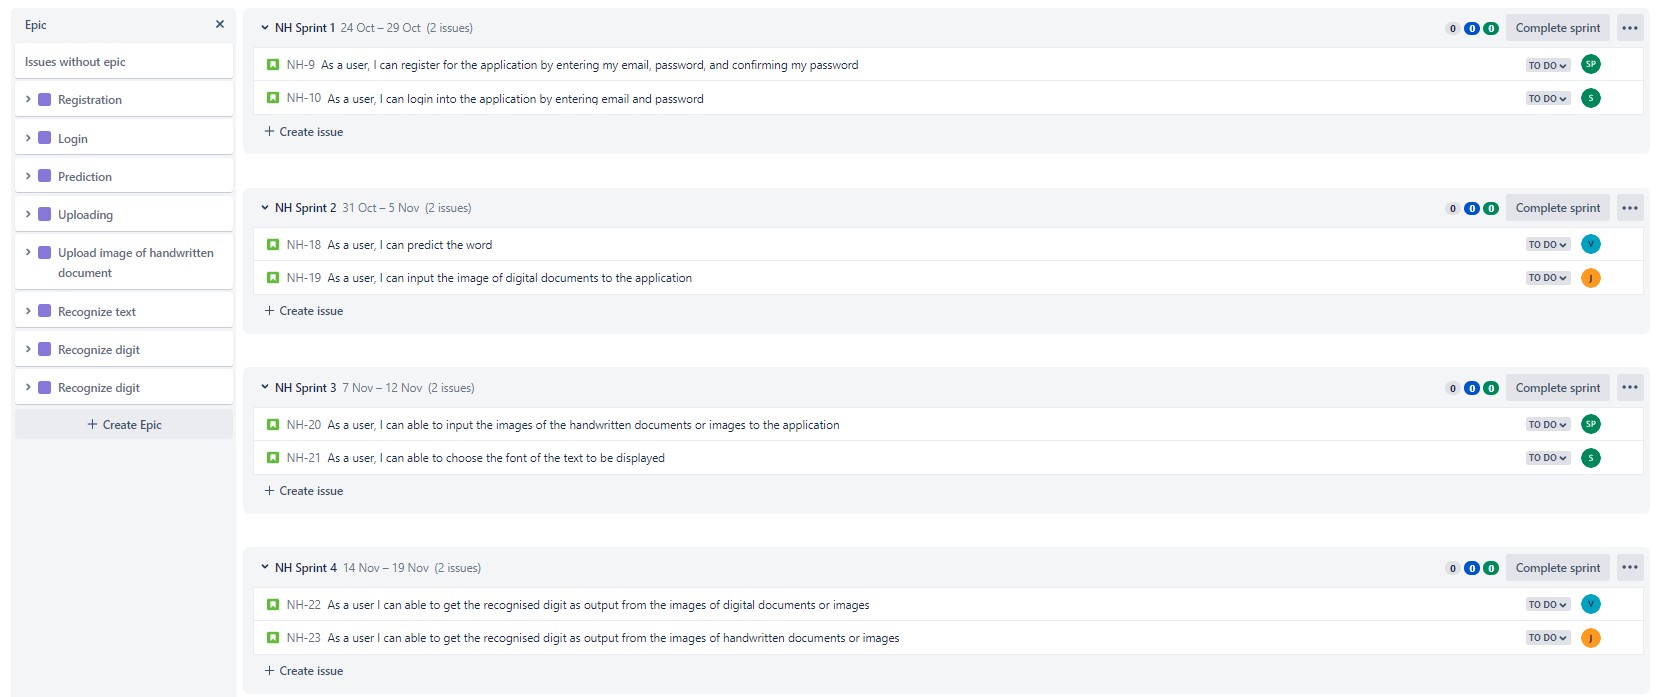 Epic
Issues without epic
Registration
Login
Prediction
Uploading
Upload image of handwritten
document
Recognize text
Recognize digit
Recognize digit
+ Create Epic
NH Sprint 1 24 Oct – 29 Oct (2 issues) 0 0 0 Complete sprint
NH-9 As a user, I can register for the application by entering my email, password, and confirming my password TO DO SP
NH-10 As a user, I can login into the application by entering email and password TO DO S
+ Create issue
NH Sprint 2 31 Oct – 5 Nov (2 issues) 0 0 0 Complete sprint
NH-18 As a user, I can predict the word TO DO V
NH-19 As a user, I can input the image of digital documents to the application TO DO J
+ Create issue
NH Sprint 3 7 Nov – 12 Nov (2 issues) 0 0 0 Complete sprint
NH-20 As a user, I can able to input the images of the handwritten documents or images to the application TO DO SP
NH-21 As a user, I can able to choose the font of the text to be displayed TO DO S
+ Create issue
NH Sprint 4 14 Nov – 19 Nov (2 issues) 0 0 0 Complete sprint
NH-22 As a user I can able to get the recognised digit as output from the images of digital documents or images TO DO V
NH-23 As a user I can able to get the recognised digit as output from the images of handwritten documents or images TO DO J
+ Create issue